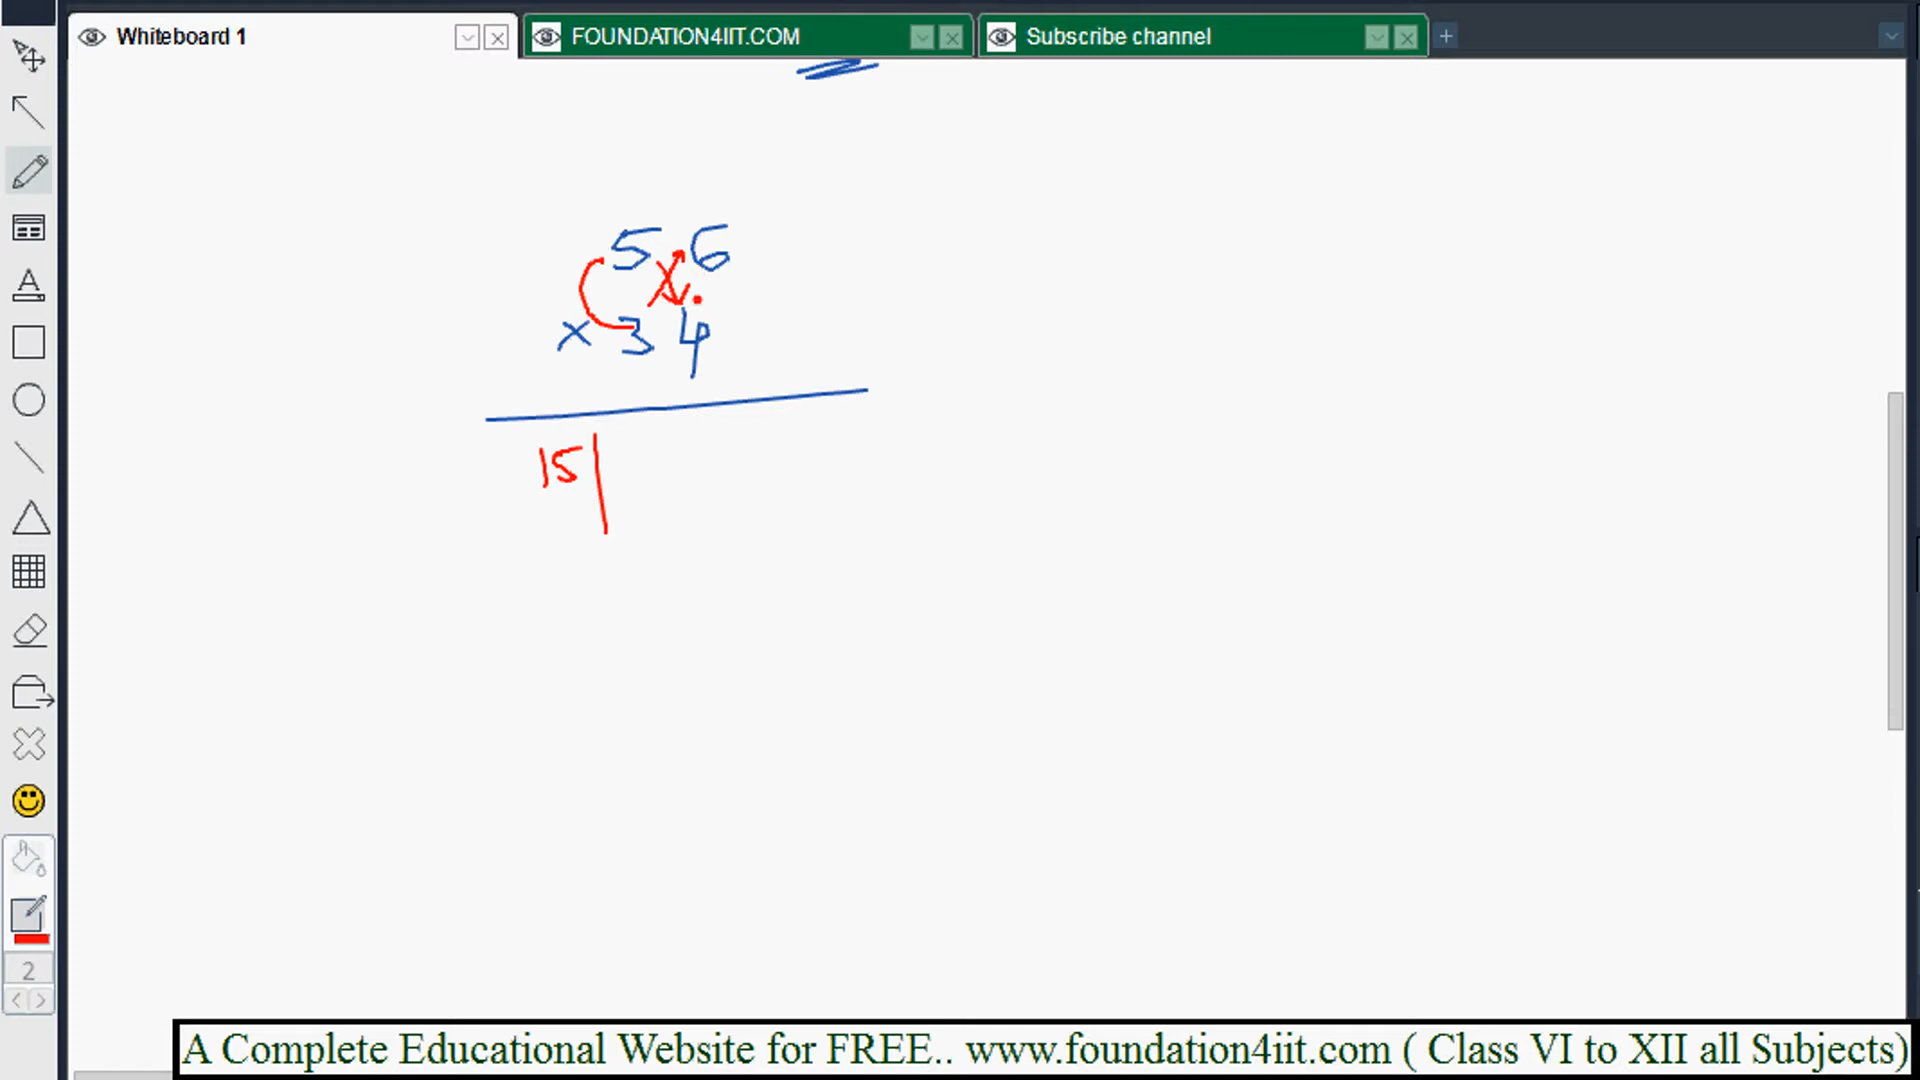 Whiteboard 1
FOUNDATION4IIT.COM
Subscribe channel
5 6
× 3 4
15|
2
A Complete Educational Website for FREE.. www.foundation4iit.com ( Class VI to XII all Subjects)